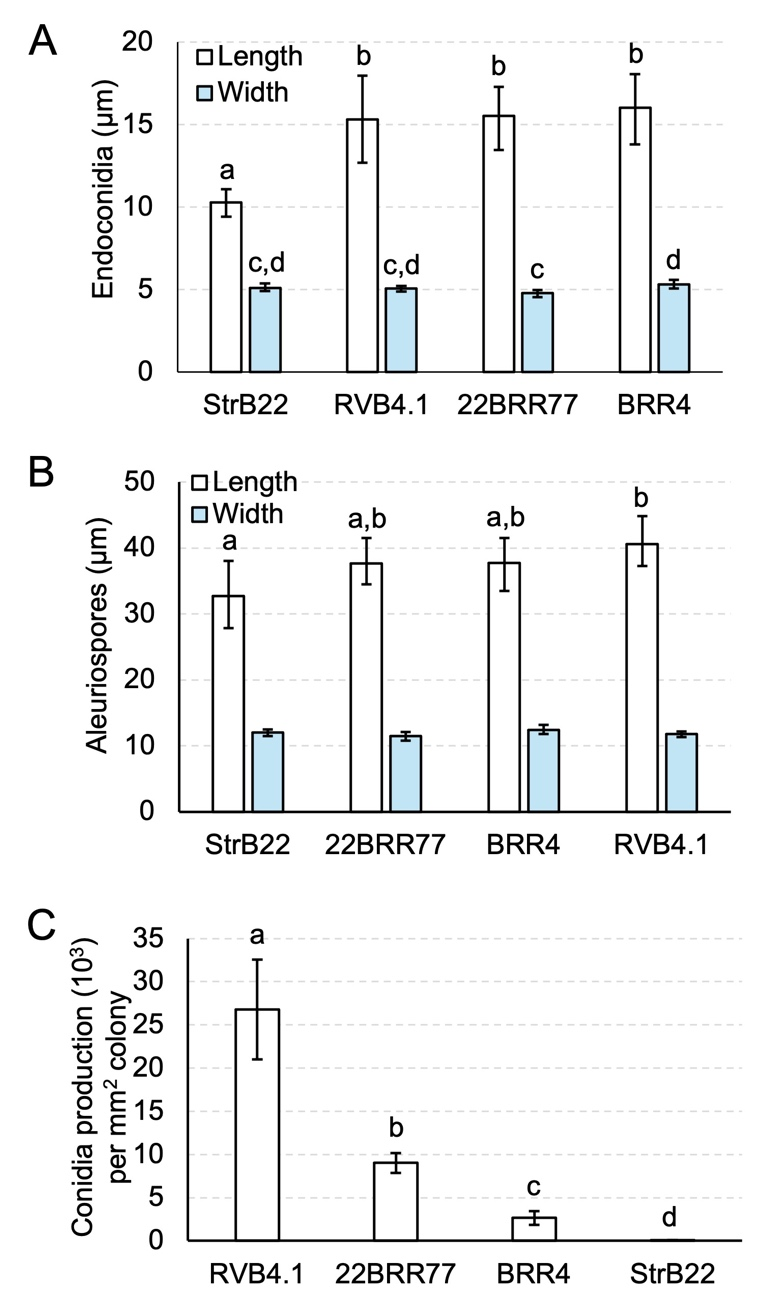 A
Endoconidia (µm)
20
15
10
5
0
Length
Width
a
b
b
b
c,d
c,d
c
d
StrB22 RVB4.1 22BRR77 BRR4
B
Aleuriospores (µm)
50
40
30
20
10
0
Length
Width
a
a,b
a,b
b
StrB22 22BRR77 BRR4 RVB4.1
C
Conidia production (10³)
per mm² colony
35
30
25
20
15
10
5
0
a
b
c
d
RVB4.1 22BRR77 BRR4 StrB22